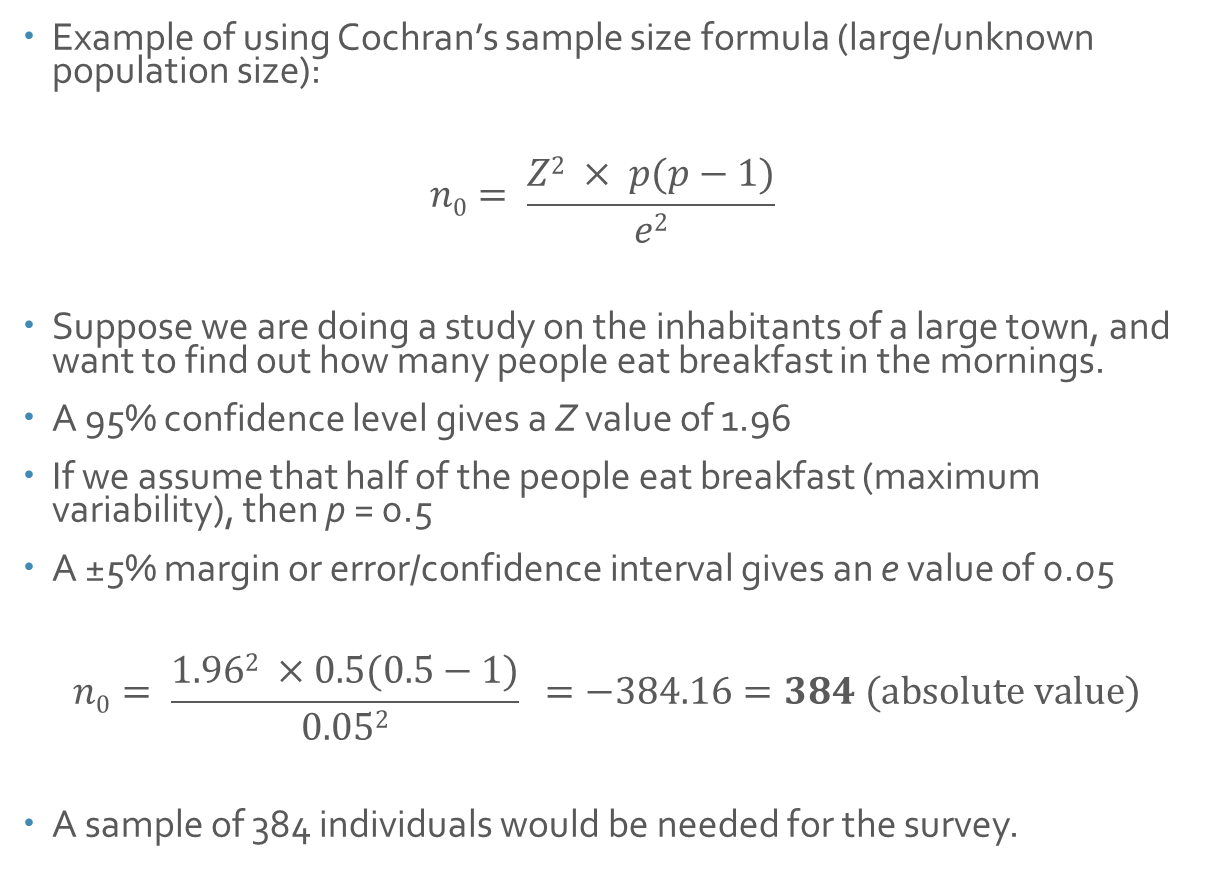 • Example of using Cochran's sample size formula (large/unknown
population size):
n₀ = Z² × p(p − 1) / e²
• Suppose we are doing a study on the inhabitants of a large town, and
want to find out how many people eat breakfast in the mornings.
• A 95% confidence level gives a Z value of 1.96
• If we assume that half of the people eat breakfast (maximum
variability), then p = 0.5
• A ±5% margin or error/confidence interval gives an e value of 0.05
n₀ = 1.96² × 0.5(0.5 − 1) / 0.05² = −384.16 = 384 (absolute value)
• A sample of 384 individuals would be needed for the survey.